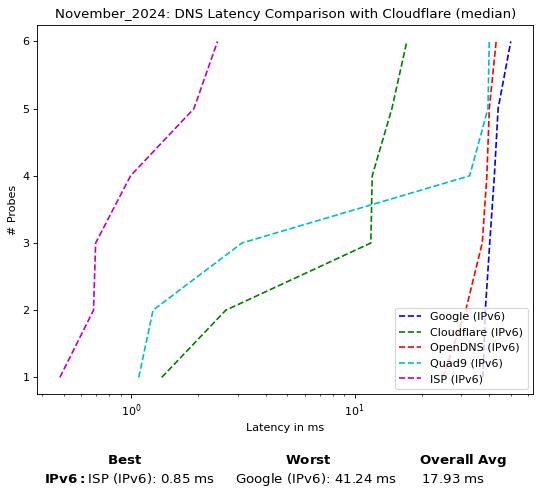 November_2024: DNS Latency Comparison with Cloudflare (median)
6
5
4
3
2
1
# Probes
Google (IPv6)
Cloudflare (IPv6)
OpenDNS (IPv6)
Quad9 (IPv6)
ISP (IPv6)
10⁰ 10¹
Latency in ms
Best Worst Overall Avg
IPv6: ISP (IPv6): 0.85 ms Google (IPv6): 41.24 ms 17.93 ms